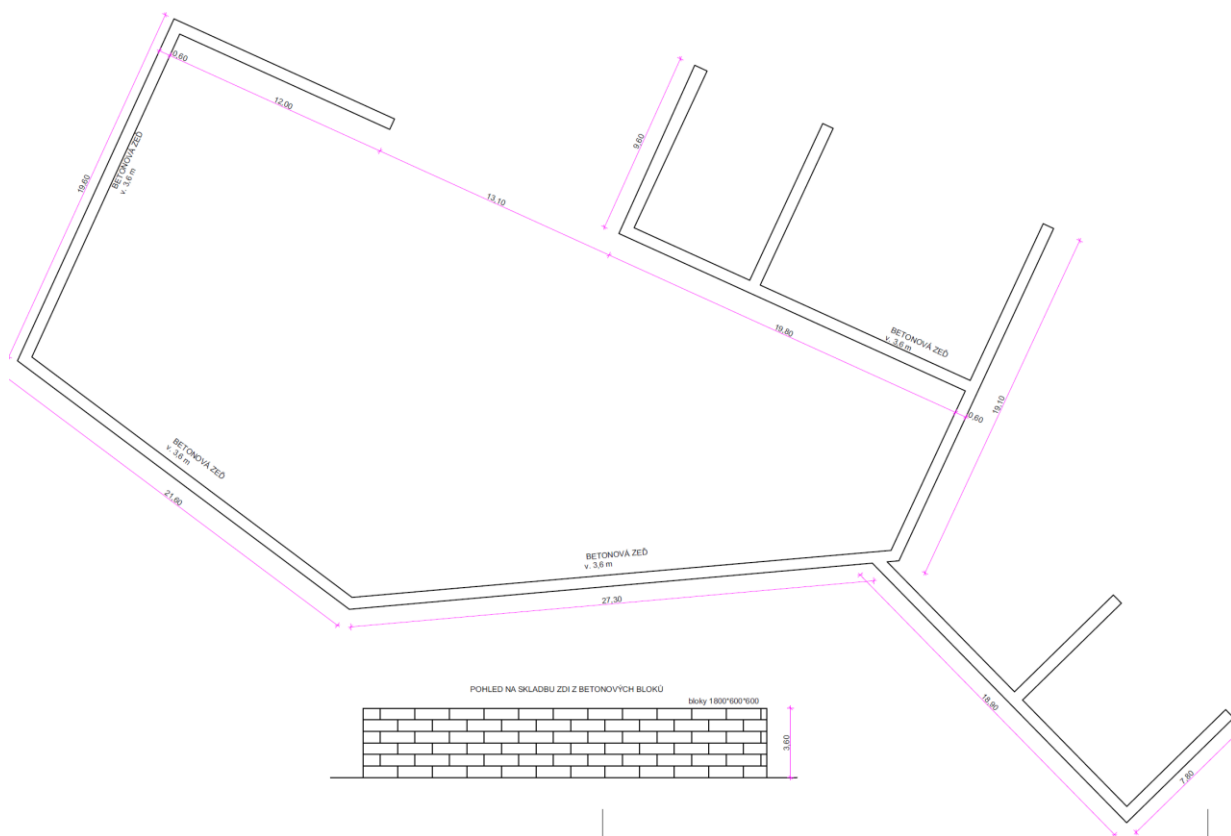 0,60
12,00
9,60
BETONOVÁ ZEĎ
v. 3,6 m
19,60
13,10
19,80
BETONOVÁ ZEĎ
v. 3,6 m
19,10
0,60
BETONOVÁ ZEĎ
v. 3,6 m
21,60
BETONOVÁ ZEĎ
v. 3,6 m
27,30
18,90
7,80
POHLED NA SKLADBU ZDI Z BETONOVÝCH BLOKŮ
bloky 1800*600*600
3,60